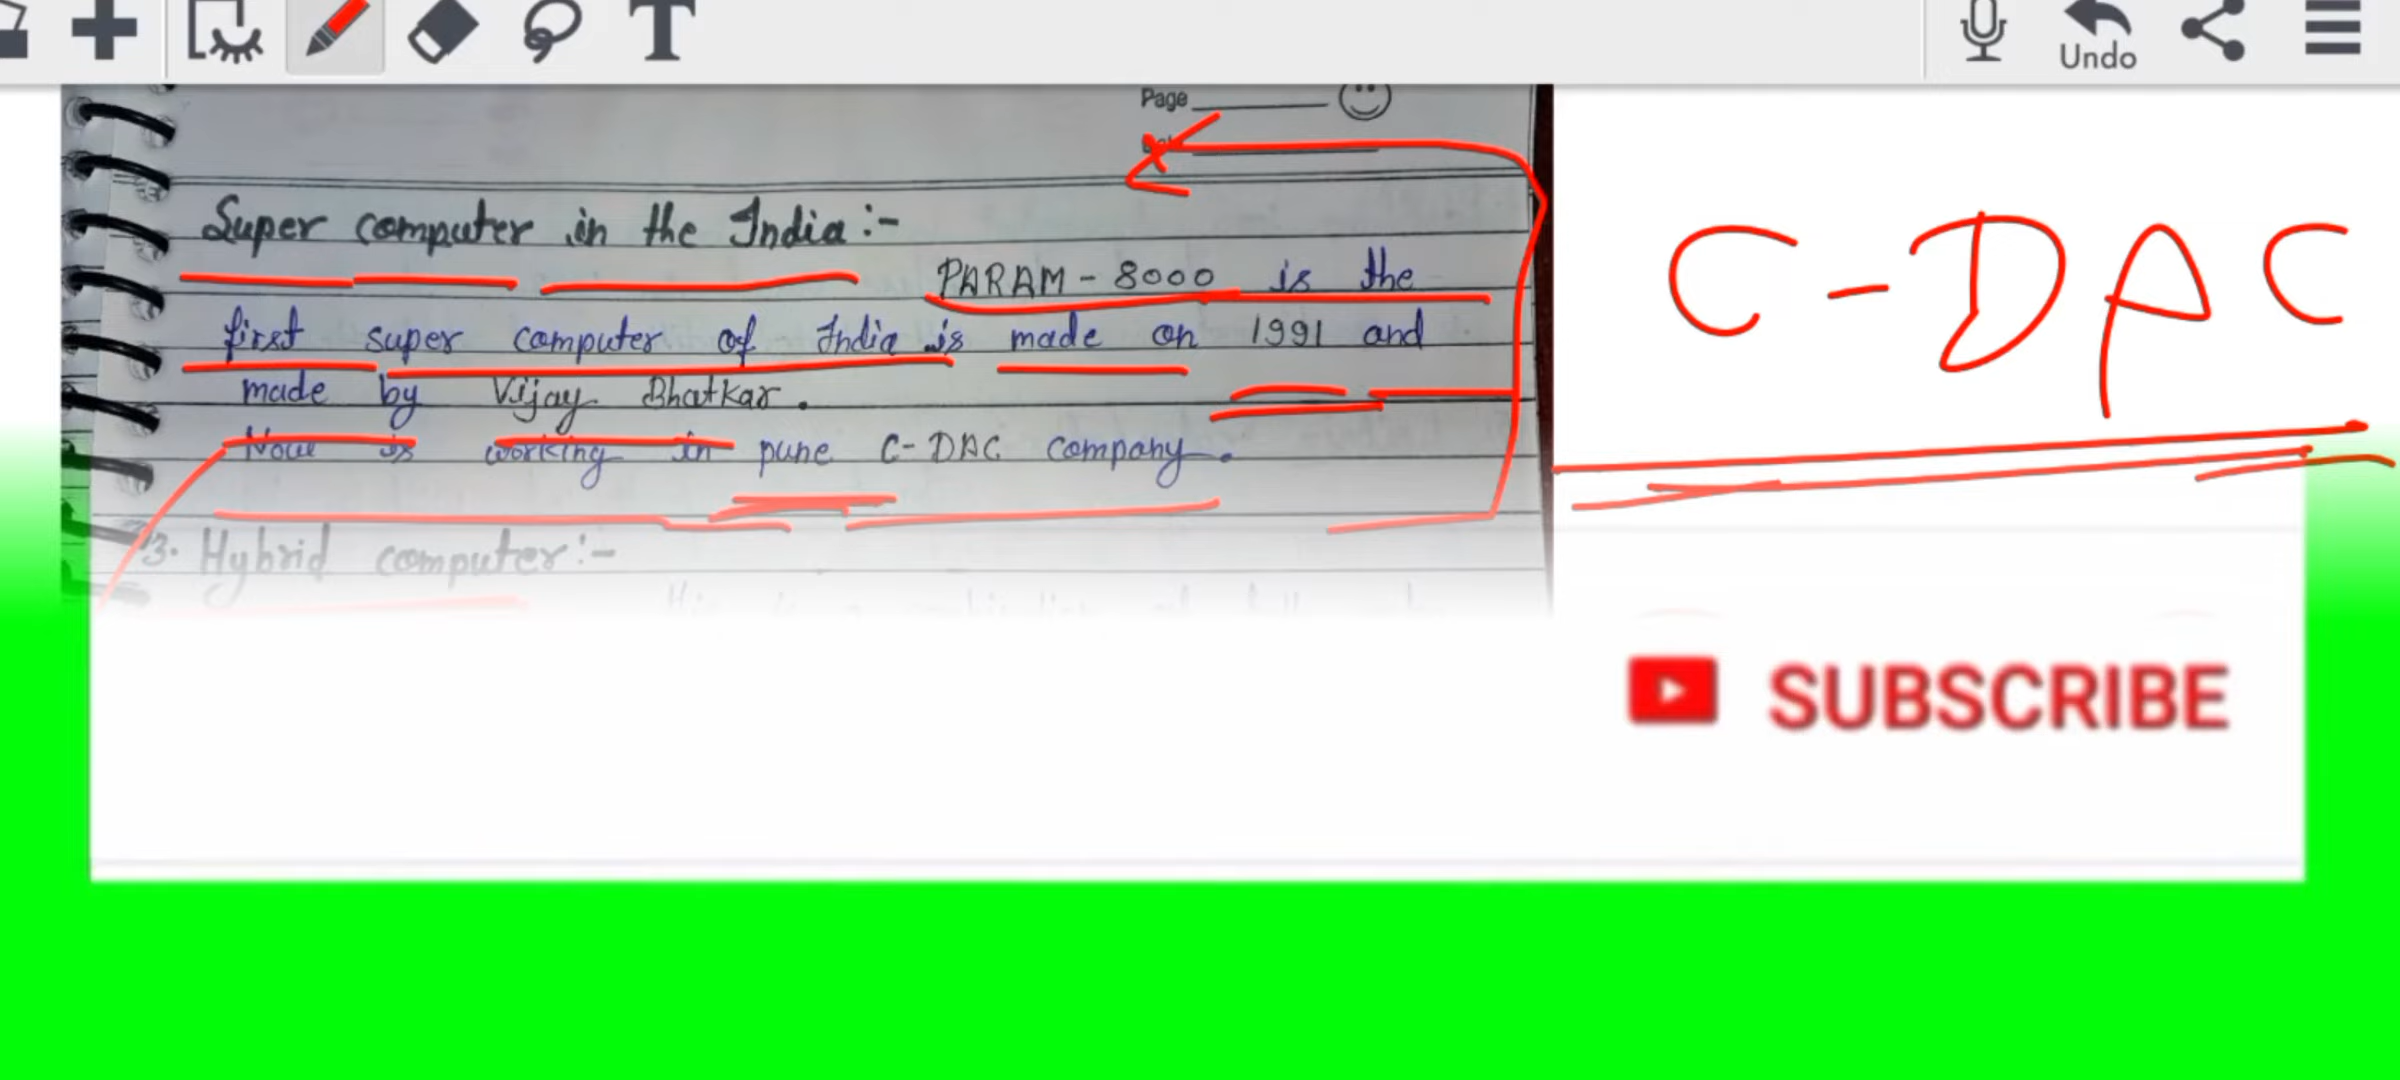 Undo
Page
Super computer in the India :-
PARAM - 8000 is the
first super computer of India is made on 1991 and
made by Vijay Bhatkar.
Now is working in pune C-DAC company.
3. Hybrid computer :-
C-DAC
SUBSCRIBE